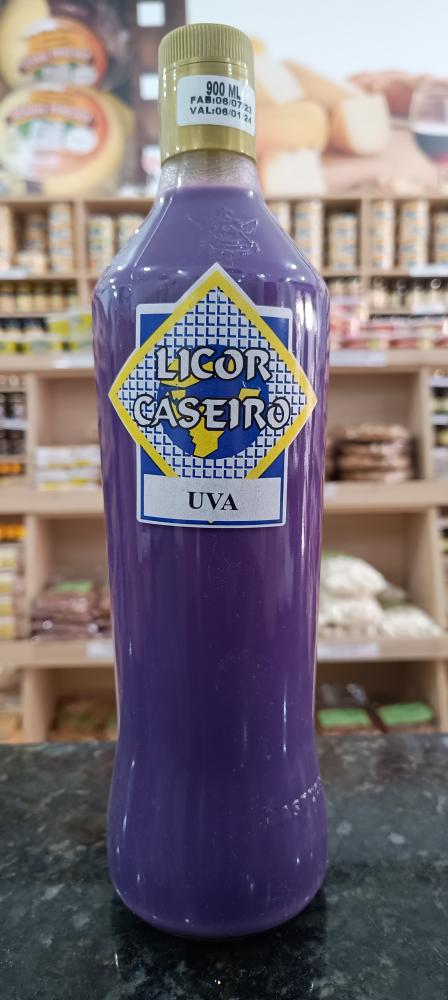 900 ML
FAB:06/07/23
VAL:06/01/24
LICOR
CASEIRO
UVA